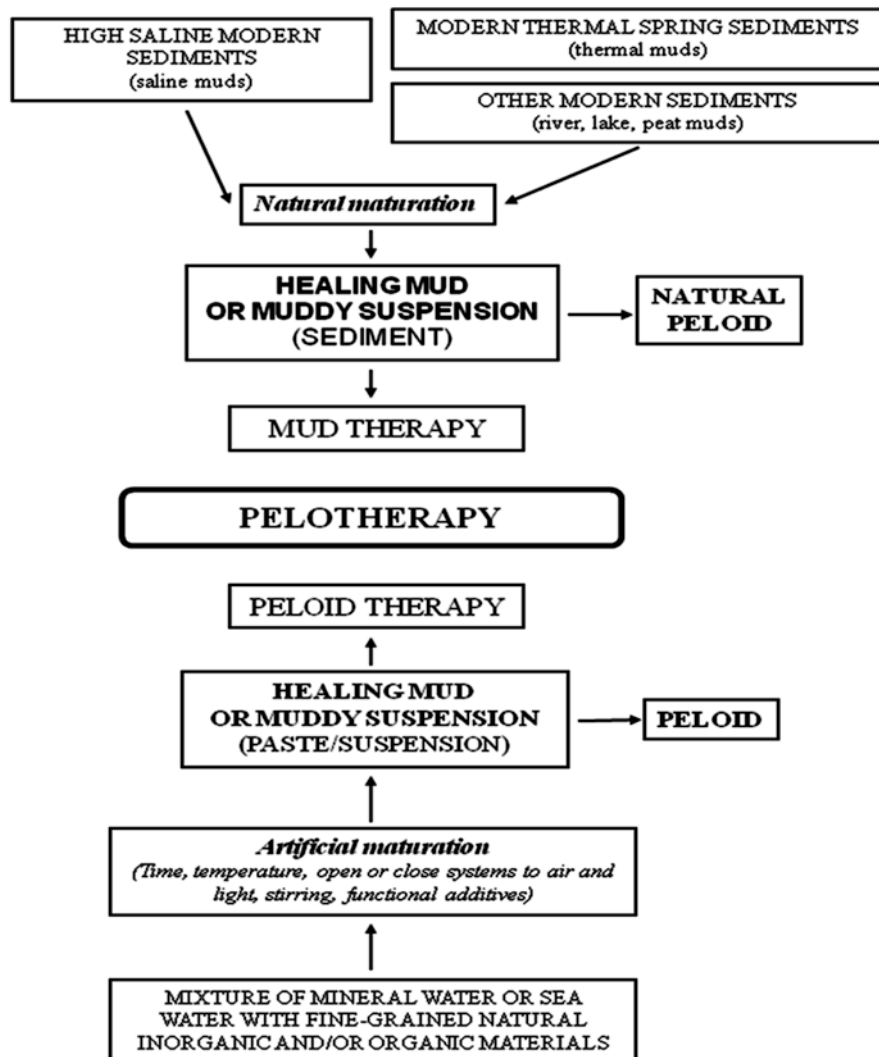 HIGH SALINE MODERN
SEDIMENTS
(saline muds)
MODERN THERMAL SPRING SEDIMENTS
(thermal muds)
OTHER MODERN SEDIMENTS
(river, lake, peat muds)
Natural maturation
HEALING MUD
OR MUDDY SUSPENSION
(SEDIMENT)
NATURAL
PELOID
MUD THERAPY
PELOTHERAPY
PELOID THERAPY
HEALING MUD
OR MUDDY SUSPENSION
(PASTE/SUSPENSION)
PELOID
Artificial maturation
(Time, temperature, open or close systems to air and
light, stirring, functional additives)
MIXTURE OF MINERAL WATER OR SEA
WATER WITH FINE-GRAINED NATURAL
INORGANIC AND/OR ORGANIC MATERIALS